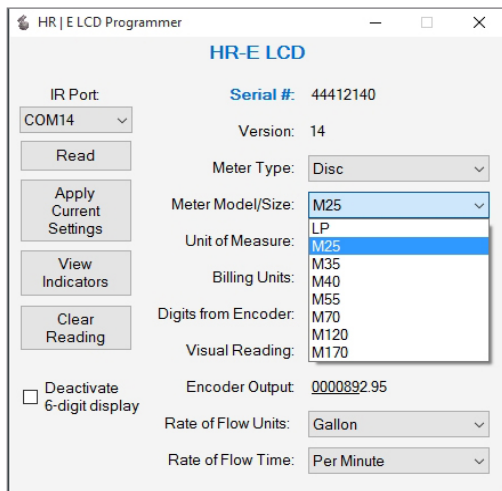 HR | E LCD Programmer
HR-E LCD
IR Port:
COM14
Read
Apply
Current
Settings
View
Indicators
Clear
Reading
Deactivate
6-digit display
Serial #: 44412140
Version: 14
Meter Type: Disc
Meter Model/Size: M25
LP
M25
M35
M40
M55
M70
M120
M170
Unit of Measure:
Billing Units:
Digits from Encoder:
Visual Reading:
Encoder Output: 0000892.95
Rate of Flow Units: Gallon
Rate of Flow Time: Per Minute